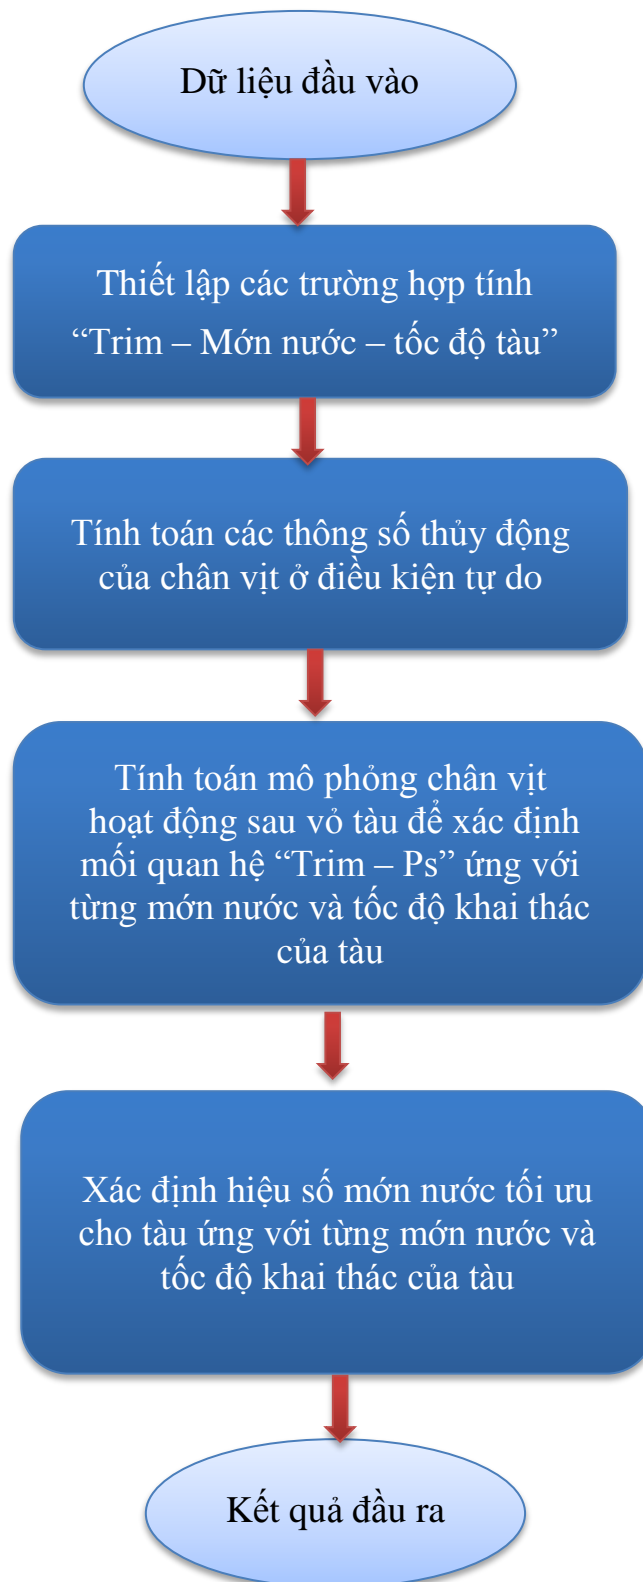 Dữ liệu đầu vào
Thiết lập các trường hợp tính
“Trim – Mớn nước – tốc độ tàu”
Tính toán các thông số thủy động
của chân vịt ở điều kiện tự do
Tính toán mô phỏng chân vịt
hoạt động sau vỏ tàu để xác định
mối quan hệ “Trim – Ps” ứng với
từng mớn nước và tốc độ khai thác
của tàu
Xác định hiệu số mớn nước tối ưu
cho tàu ứng với từng mớn nước và
tốc độ khai thác của tàu
Kết quả đầu ra